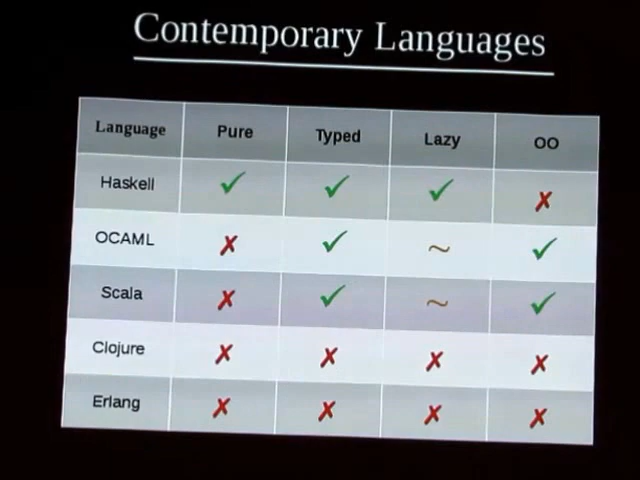 Contemporary Languages
Language Pure Typed Lazy OO
Haskell ✓ ✓ ✓ ✗
OCAML ✗ ✓ ~ ✓
Scala ✗ ✓ ~ ✓
Clojure ✗ ✗ ✗ ✗
Erlang ✗ ✗ ✗ ✗